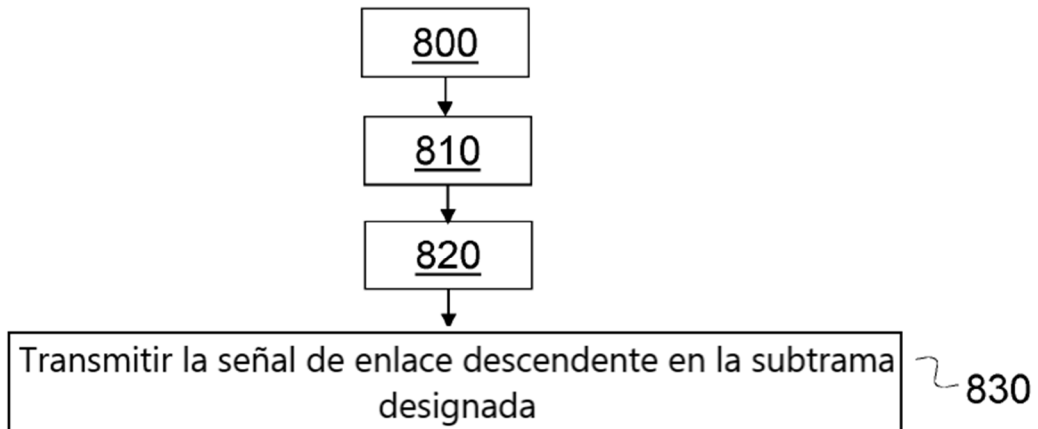 800
810
820
Transmitir la señal de enlace descendente en la subtrama
designada
830